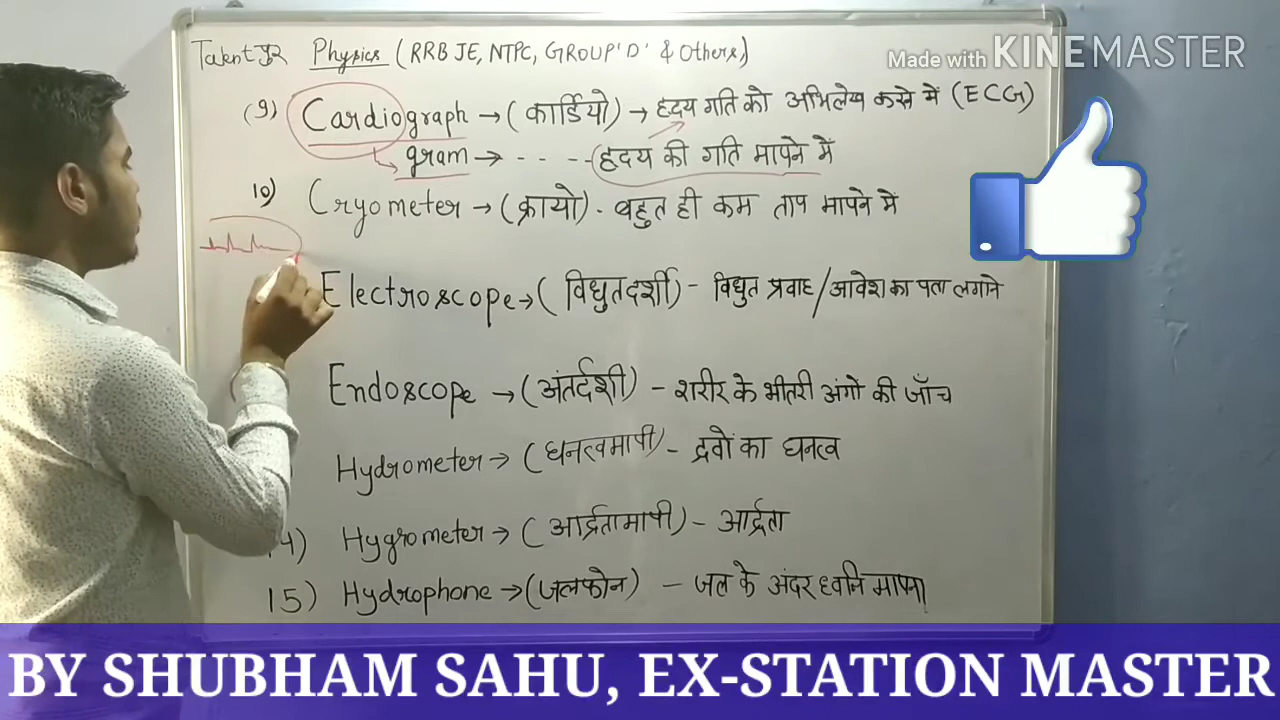 Talent गुरु Physics (RRB JE, NTPC, GROUP 'D' & Others)
Made with KINEMASTER
(9) Cardiograph → (कार्डियो) → हृदय गति को अभिलेख करने में (ECG)
gram → - - - - (हृदय की गति मापने में
10) Cryometer → (क्रायो) - बहुत ही कम ताप मापने में
Electroscope → (विधुतदर्शी) - विधुत प्रवाह/आवेश का पता लगाने
Endoscope → (अंतर्दशी) - शरीर के भीतरी अंगो की जाँच
Hydrometer → (घनत्वमापी) - द्रवों का घनत्व
14) Hygrometer → (आर्द्रतामापी) - आर्द्रता
15) Hydrophone → (जलफोन) - जल के अंदर ध्वनि मापना
BY SHUBHAM SAHU, EX-STATION MASTER